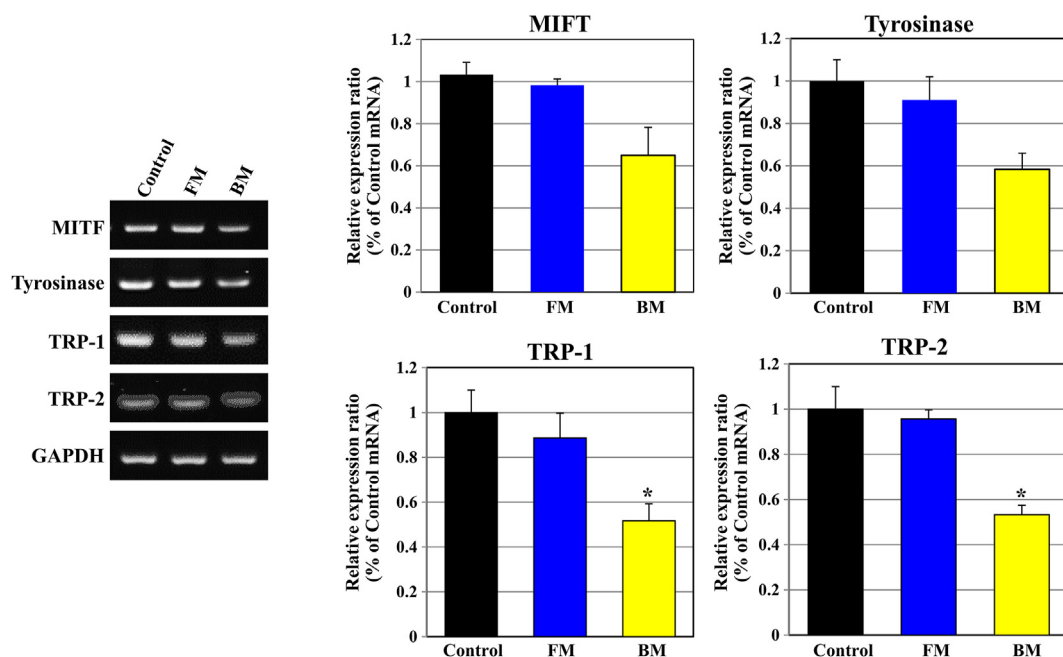 Control FM BM
MITF
Tyrosinase
TRP-1
TRP-2
GAPDH
MIFT
Relative expression ratio
(% of Control mRNA)
1.2
1
0.8
0.6
0.4
0.2
0
Control FM BM
Tyrosinase
Relative expression ratio
(% of Control mRNA)
1.2
1
0.8
0.6
0.4
0.2
0
Control FM BM
TRP-1
Relative expression ratio
(% of Control mRNA)
1.2
1
0.8
0.6
0.4
0.2
0
*
Control FM BM
TRP-2
Relative expression ratio
(% of Control mRNA)
1.2
1
0.8
0.6
0.4
0.2
0
*
Control FM BM